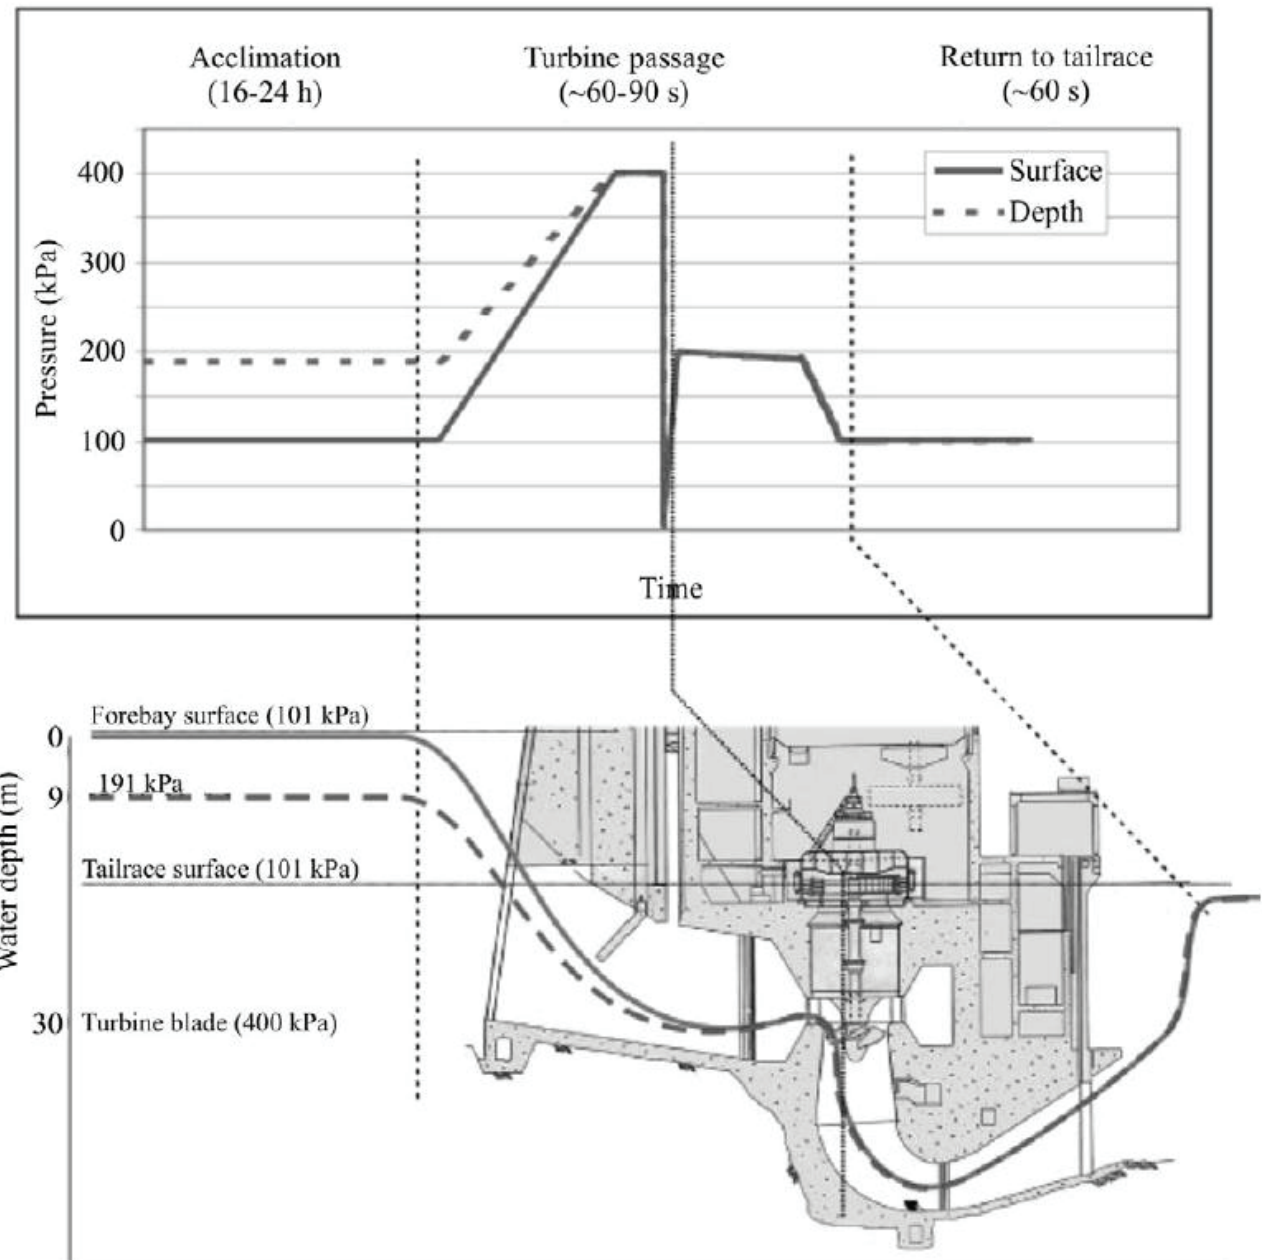 Acclimation
(16-24 h)
Turbine passage
(~60-90 s)
Return to tailrace
(~60 s)
Surface
Depth
Pressure (kPa)
400
300
200
100
0
Time
Forebay surface (101 kPa)
191 kPa
Tailrace surface (101 kPa)
Turbine blade (400 kPa)
Water depth (m)
0
9
30